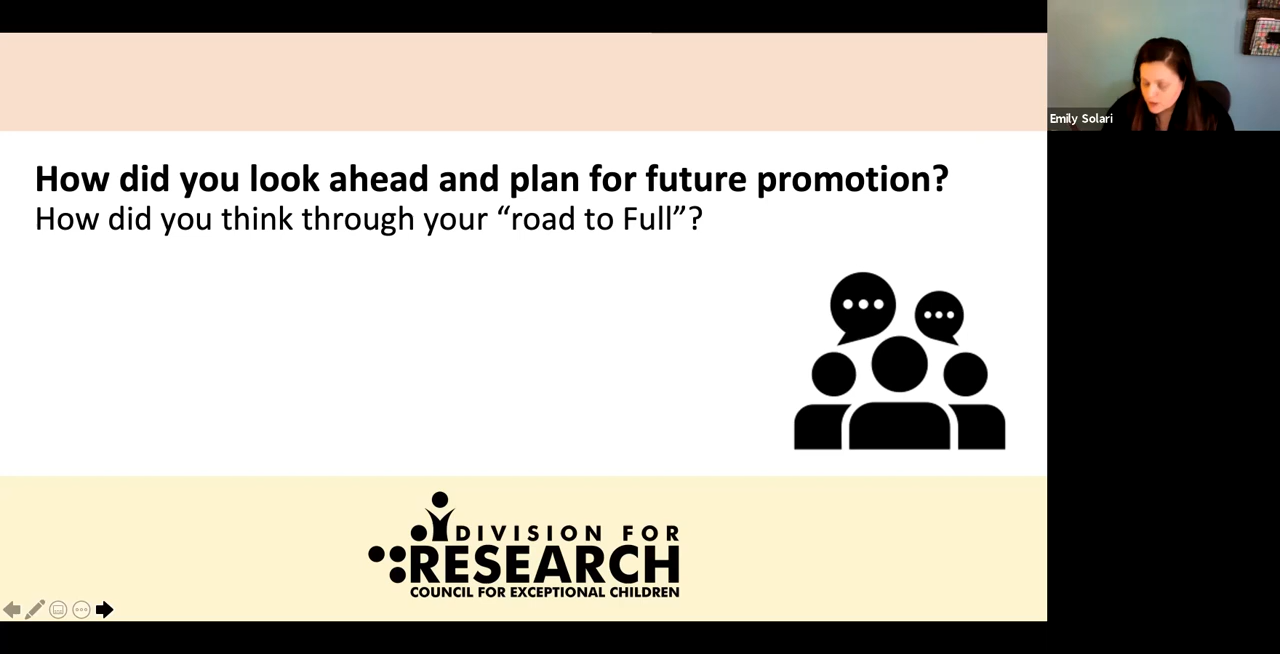 How did you look ahead and plan for future promotion?
How did you think through your “road to Full”?
Emily Solari
DIVISION FOR
RESEARCH
COUNCIL FOR EXCEPTIONAL CHILDREN